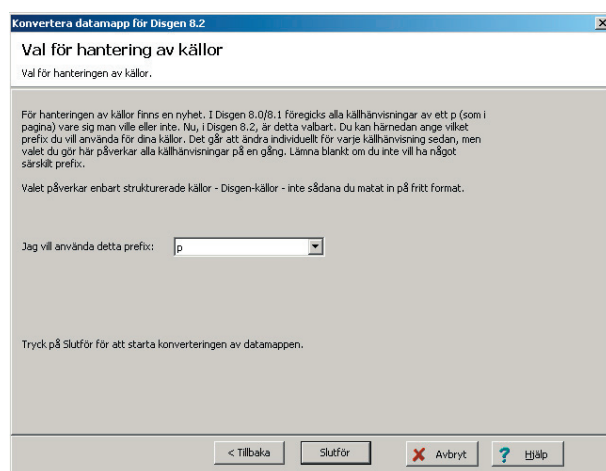 Konvertera datamapp för Disgen 8.2
Val för hantering av källor
Val för hanteringen av källor.
För hanteringen av källor finns en nyhet. I Disgen 8.0/8.1 föregicks alla källhänvisningar av ett p (som i
pagina) vare sig man ville eller inte. Nu, i Disgen 8.2, är detta valbart. Du kan härnedan ange vilket
prefix du vill använda för dina källor. Det går att ändra individuellt för varje källhänvisning sedan, men
valet du gör här påverkar alla källhänvisningar på en gång. Lämna blankt om du inte vill ha något
särskilt prefix.
Valet påverkar enbart strukturerade källor - Disgen-källor - inte sådana du matat in på fritt format.
Jag vill använda detta prefix: p
Tryck på Slutför för att starta konverteringen av datamappen.
< Tillbaka Slutför Avbryt ? Hjälp